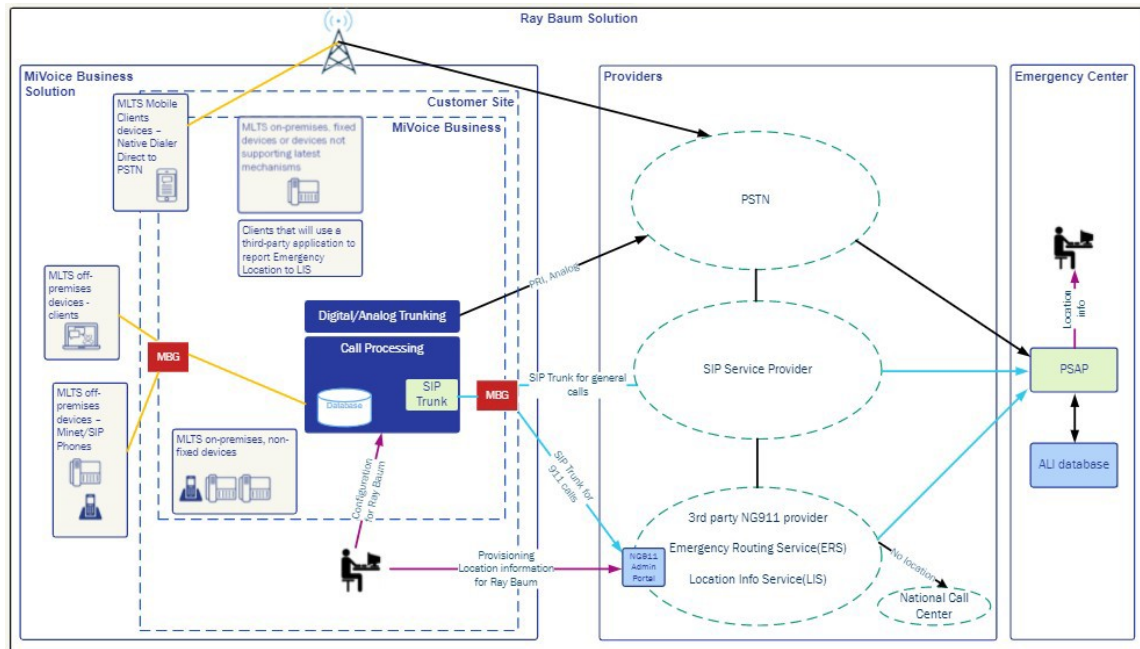 Ray Baum Solution
MiVoice Business
Solution
Providers
Emergency Center
Customer Site
MiVoice Business
MLTS Mobile
Clients devices –
Native Dialer
Direct to
PSTN
MLTS on-premises, fixed
devices or devices not
supporting latest
mechanisms
Clients that will use a
third-party application to
report Emergency
Location to LIS
MLTS off-
premises devices -
clients
MBG
MLTS off-
premises
devices –
Minet/SIP
Phones
MLTS on-premises, non-
fixed devices
Digital/Analog Trunking
Call Processing
Database
SIP
Trunk
MBG
PRI, Analog
SIP Trunk for general
calls
SIP Trunk for
911 calls
Configuration
for Ray Baum
Provisioning
Location information
for Ray Baum
PSTN
SIP Service Provider
3rd party NG911 provider
Emergency Routing Service(ERS)
Location Info Service(LIS)
NG911
Admin
Portal
No location
National Call
Center
Location
info
PSAP
ALI database